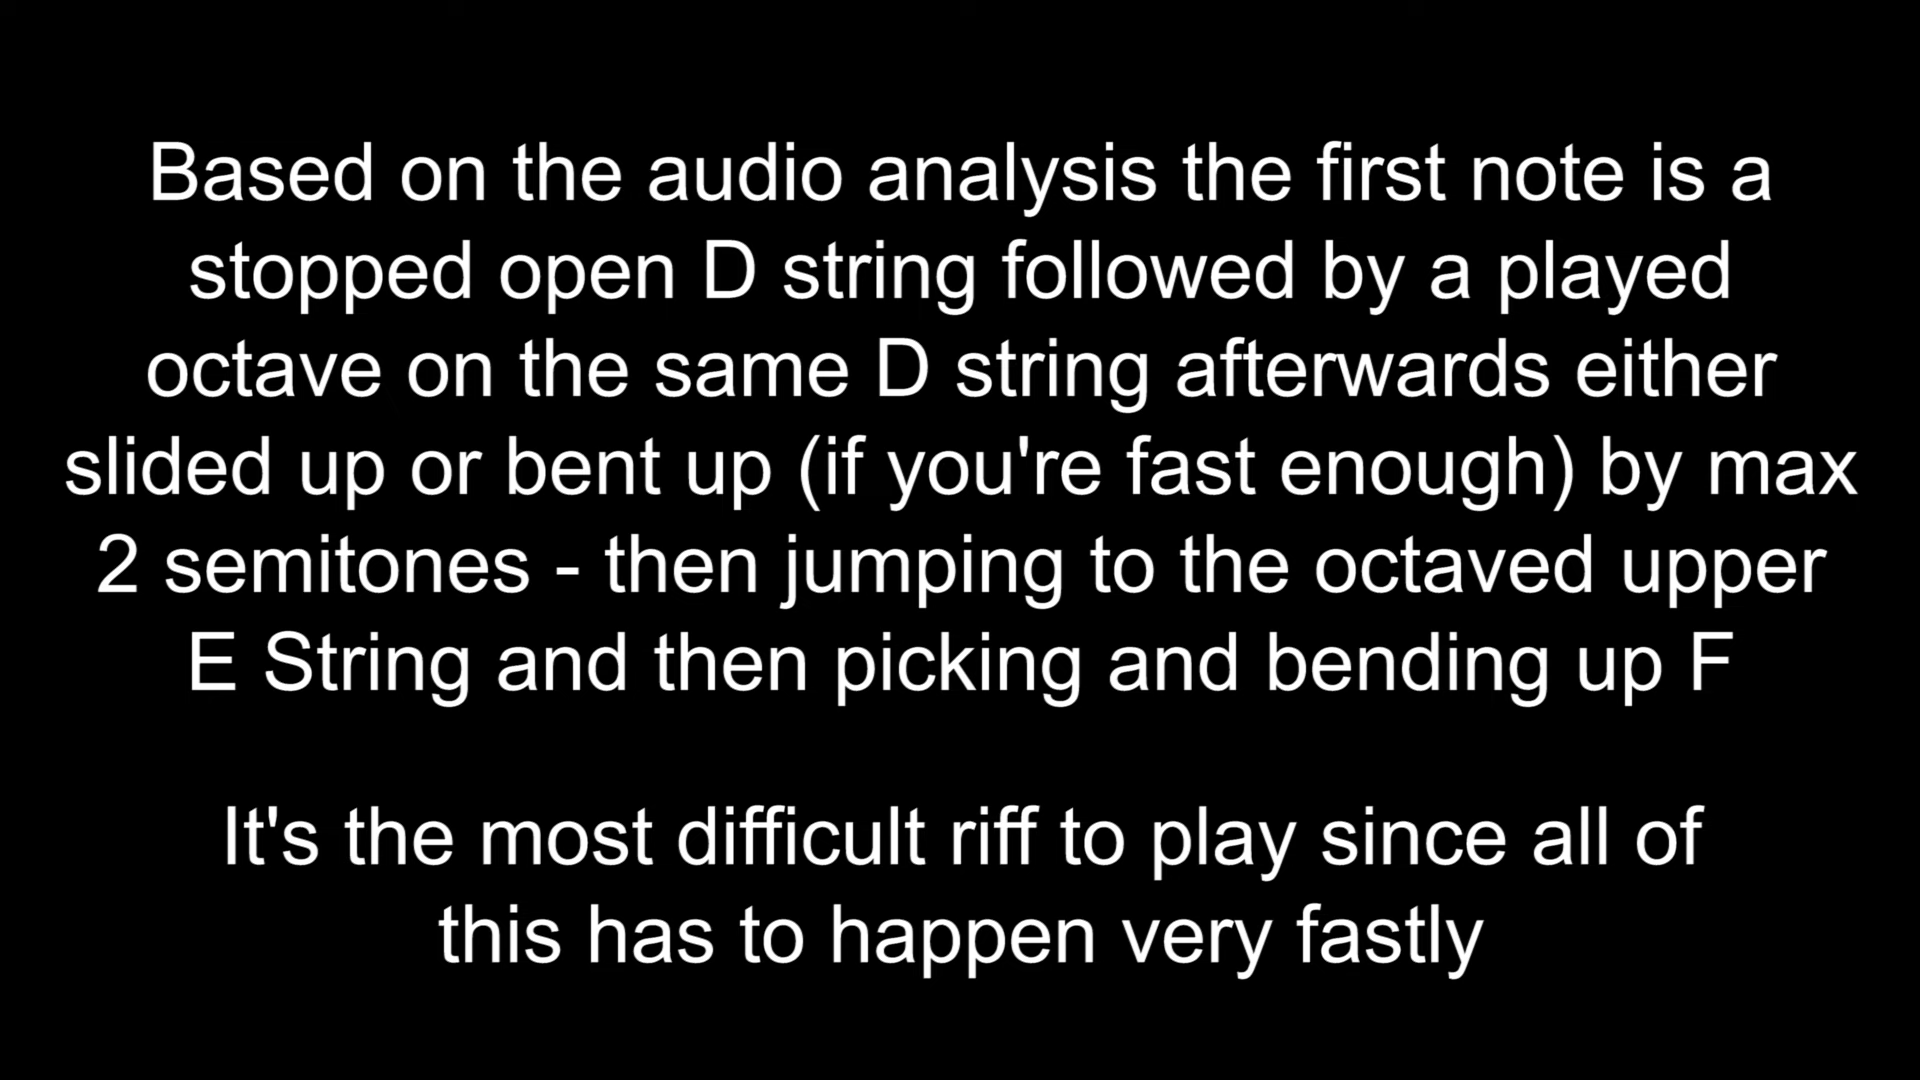 Based on the audio analysis the first note is a
stopped open D string followed by a played
octave on the same D string afterwards either
slided up or bent up (if you're fast enough) by max
2 semitones - then jumping to the octaved upper
E String and then picking and bending up F
It's the most difficult riff to play since all of
this has to happen very fastly